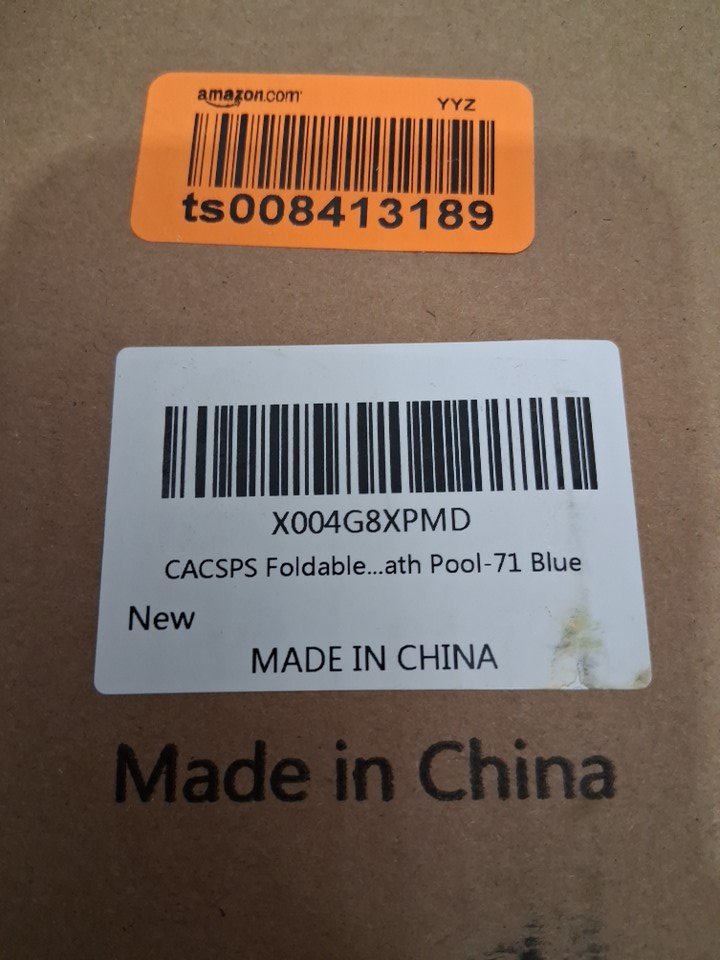 amazon.com
YYZ
ts008413189
X004G8XPMD
CACSPS Foldable...ath Pool-71 Blue
New
MADE IN CHINA
Made in China